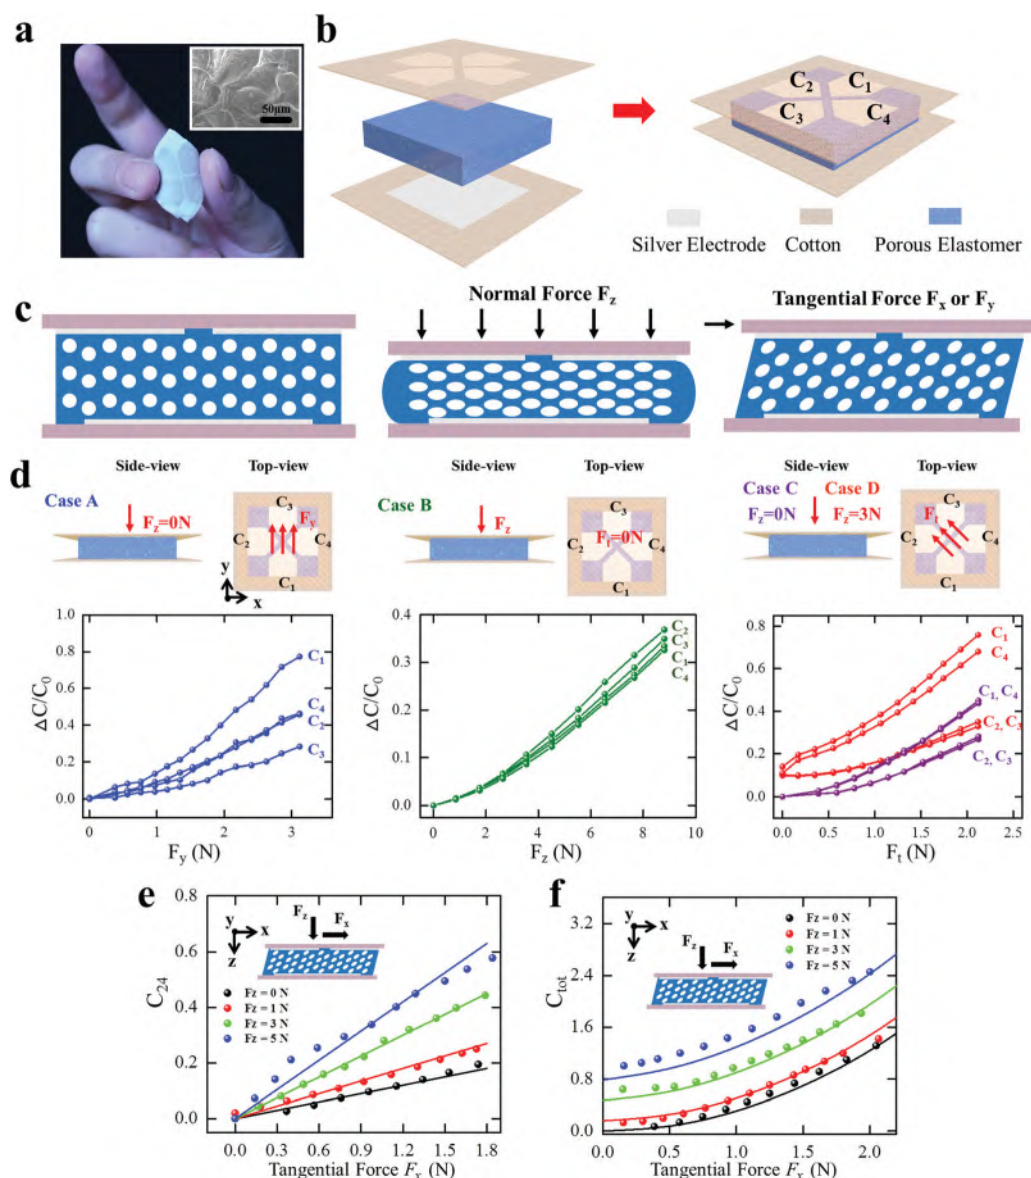 a
50μm
b
C2
C1
C3
C4
Silver Electrode
Cotton
Porous Elastomer
c
Normal Force Fz
Tangential Force Fx or Fy
d
Side-view
Top-view
Case A
Fz=0N
C3
Fy
C2
C4
C1
y
x
Side-view
Top-view
Case B
Fz
C3
Ft=0N
C2
C4
C1
Side-view
Top-view
Case C
Case D
Fz=0N
Fz=3N
C3
Ft
C2
C4
C1
ΔC/C0
1.0
0.8
0.6
0.4
0.2
0.0
C1
C4
C2
C3
0
1
2
3
Fy (N)
ΔC/C0
0.4
0.3
0.2
0.1
0.0
C2
C3
C1
C4
0
2
4
6
8
10
Fz (N)
ΔC/C0
1.0
0.8
0.6
0.4
0.2
0.0
C1
C4
C1, C4
C2, C3
C2, C3
0.0
0.5
1.0
1.5
2.0
2.5
Ft (N)
e
C24
0.8
0.6
0.4
0.2
0.0
y
x
z
Fz
Fx
Fz = 0 N
Fz = 1 N
Fz = 3 N
Fz = 5 N
0.0
0.3
0.6
0.9
1.2
1.5
1.8
Tangential Force Fx (N)
f
Ctot
3.2
2.4
1.6
0.8
0.0
y
x
z
Fz
Fx
Fz = 0 N
Fz = 1 N
Fz = 3 N
Fz = 5 N
0.0
0.5
1.0
1.5
2.0
Tangential Force Fx (N)